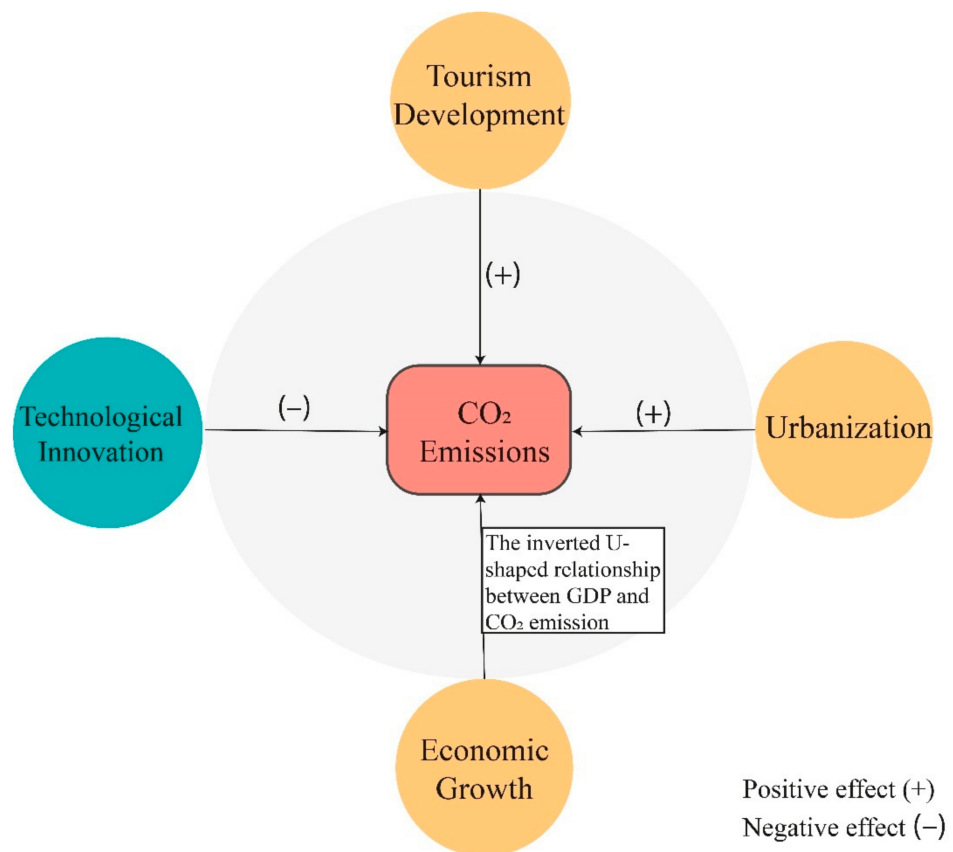 Tourism
Development
(+)
Technological
Innovation
(−)
CO₂
Emissions
(+)
Urbanization
The inverted U-
shaped relationship
between GDP and
CO₂ emission
Economic
Growth
Positive effect (+)
Negative effect (−)